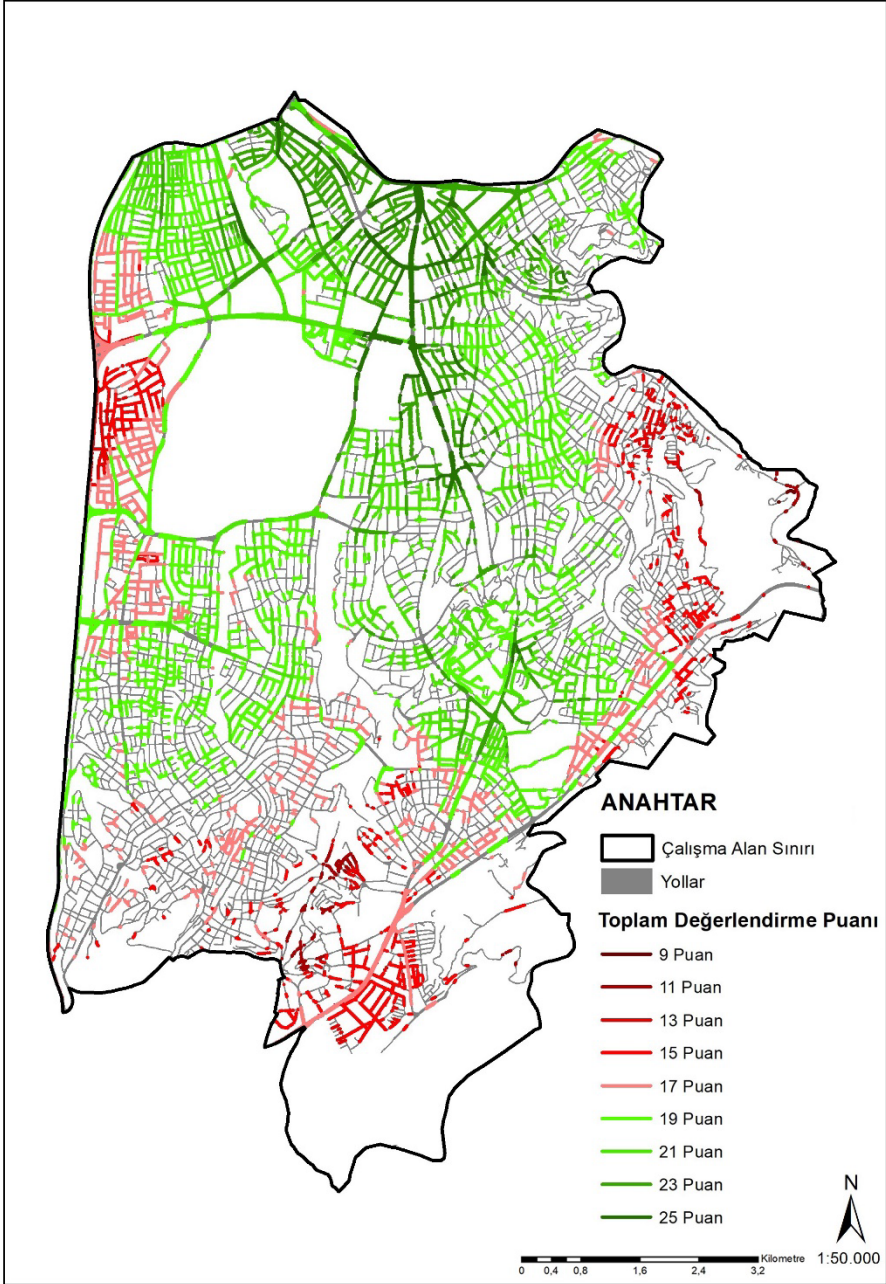 ANAHTAR
Çalışma Alan Sınırı
Yollar
Toplam Değerlendirme Puanı
9 Puan
11 Puan
13 Puan
15 Puan
17 Puan
19 Puan
21 Puan
23 Puan
25 Puan
N
Kilometre 1:50.000
0 0,4 0,8 1,6 2,4 3,2